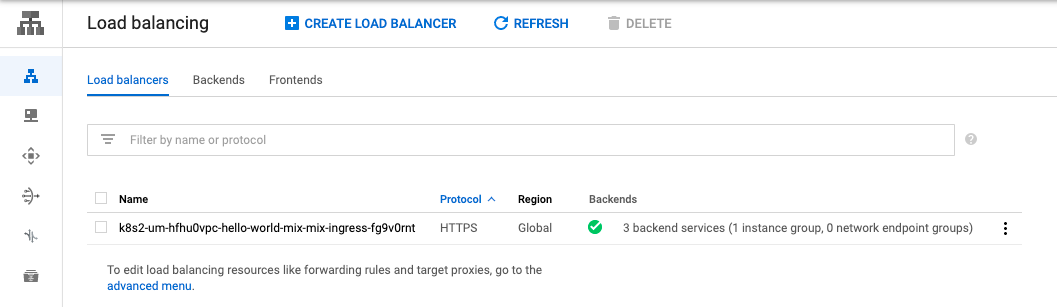 Load balancing CREATE LOAD BALANCER REFRESH DELETE
Load balancers Backends Frontends
Filter by name or protocol ?
Name Protocol Region Backends
k8s2-um-hfhu0vpc-hello-world-mix-mix-ingress-fg9v0rnt HTTPS Global 3 backend services (1 instance group, 0 network endpoint groups)
To edit load balancing resources like forwarding rules and target proxies, go to the
advanced menu.